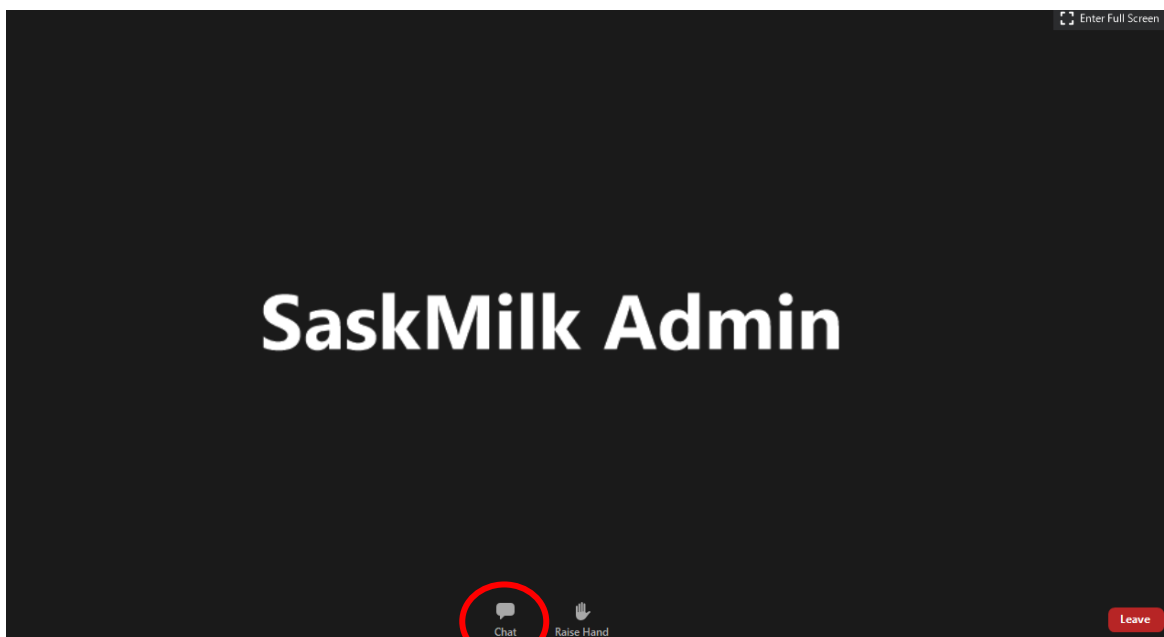 Enter Full Screen
SaskMilk Admin
Chat
Raise Hand
Leave